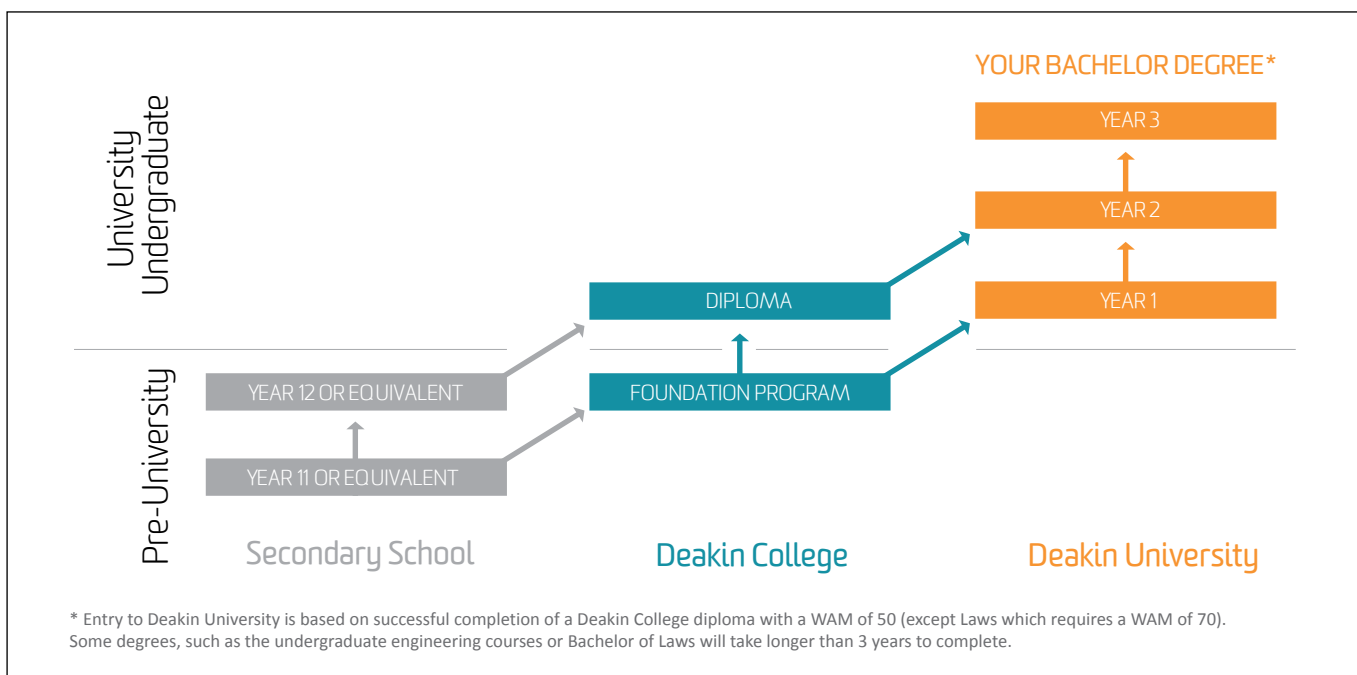 University
Undergraduate
Pre-University
YOUR BACHELOR DEGREE*
YEAR 3
YEAR 2
YEAR 1
DIPLOMA
FOUNDATION PROGRAM
YEAR 12 OR EQUIVALENT
YEAR 11 OR EQUIVALENT
Secondary School
Deakin College
Deakin University
* Entry to Deakin University is based on successful completion of a Deakin College diploma with a WAM of 50 (except Laws which requires a WAM of 70).
Some degrees, such as the undergraduate engineering courses or Bachelor of Laws will take longer than 3 years to complete.